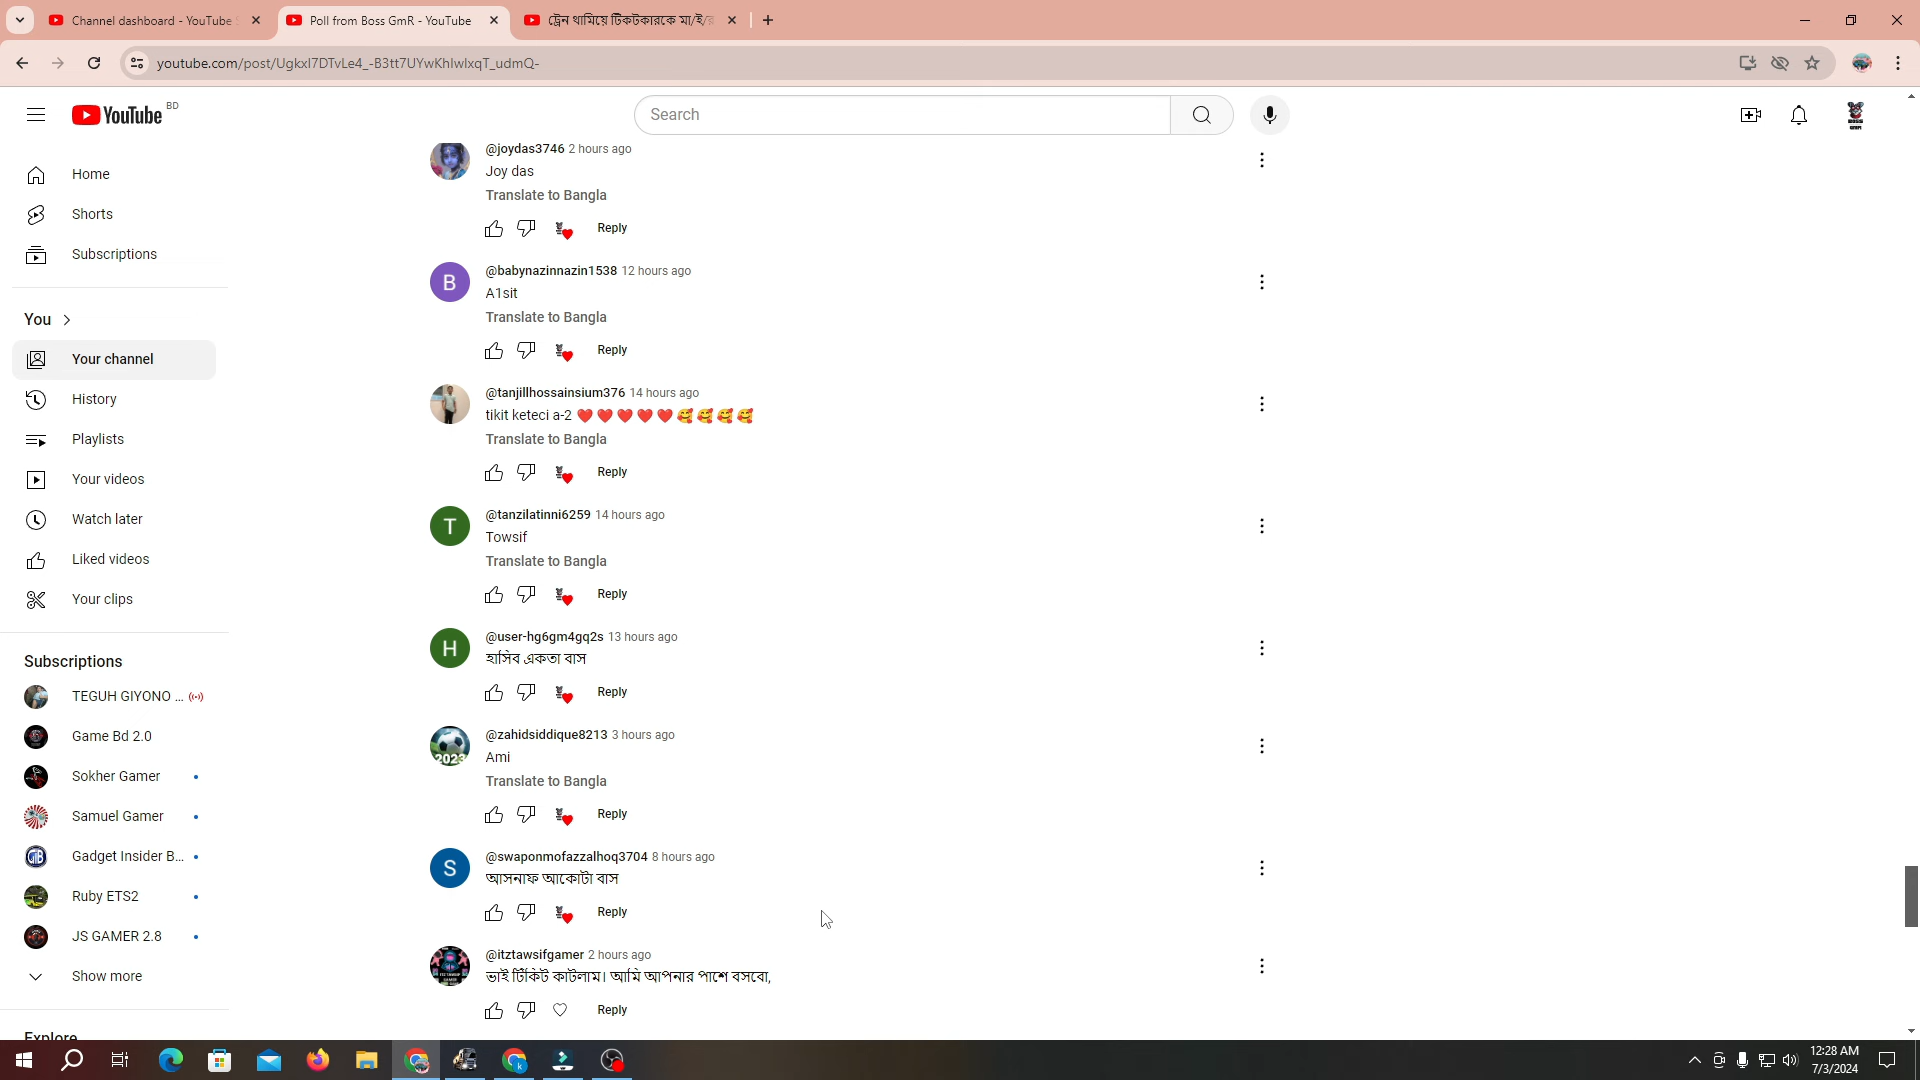 Channel dashboard - YouTube
Poll from Boss GmR - YouTube
ট্রেন থামিয়ে টিকটকারকে মা/ই/
youtube.com/post/UgkxI7DTvLe4_-B3tt7UYwKhIwIxqT_udmQ-
YouTube BD
Search
Home
Shorts
Subscriptions
You
Your channel
History
Playlists
Your videos
Watch later
Liked videos
Your clips
Subscriptions
TEGUH GIYONO ...
Game Bd 2.0
Sokher Gamer
Samuel Gamer
Gadget Insider B...
Ruby ETS2
JS GAMER 2.8
Show more
Explore
@joydas3746 2 hours ago
Joy das
Translate to Bangla
Reply
B
@babynazinnazin1538 12 hours ago
A1sit
Translate to Bangla
Reply
@tanjillhossainsium376 14 hours ago
tikit keteci a-2 ❤️❤️❤️❤️❤️🥰🥰🥰🥰
Translate to Bangla
Reply
T
@tanzilatinni6259 14 hours ago
Towsif
Translate to Bangla
Reply
H
@user-hg6gm4gq2s 13 hours ago
হাসিব একতা বাস
Reply
2023
@zahidsiddique8213 3 hours ago
Ami
Translate to Bangla
Reply
S
@swaponmofazzalhoq3704 8 hours ago
আসনাফ আকোটা বাস
Reply
@itztawsifgamer 2 hours ago
ভাই টিকিট কাটলাম। আমি আপনার পাশে বসবো,
Reply
12:28 AM
7/3/2024